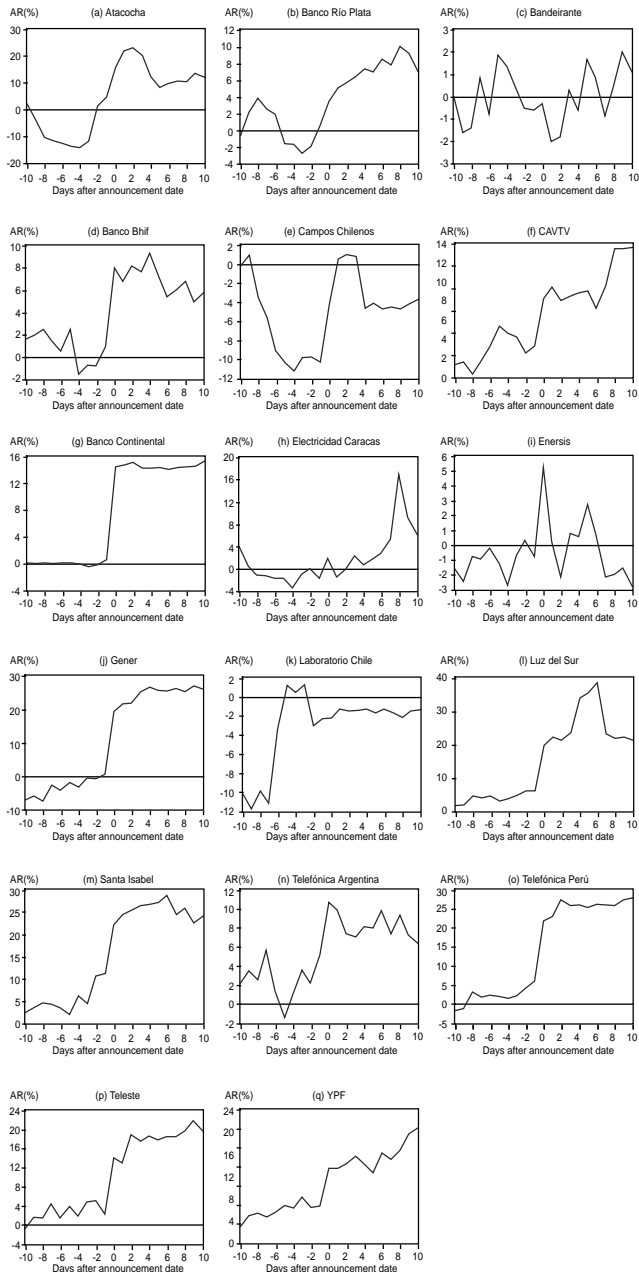 AR(%) (a) Atacocha
30
20
10
0
-10
-20
-10 -8 -6 -4 -2 0 2 4 6 8 10
Days after announcement date
AR(%) (b) Banco Río Plata
12
10
8
6
4
2
0
-2
-4
-10 -8 -6 -4 -2 0 2 4 6 8 10
Days after announcement date
AR(%) (c) Bandeirante
3
2
1
0
-1
-2
-3
-10 -8 -6 -4 -2 0 2 4 6 8 10
Days after announcement date
AR(%) (d) Banco Bhif
10
8
6
4
2
0
-2
-10 -8 -6 -4 -2 0 2 4 6 8 10
Days after announcement date
AR(%) (e) Campos Chilenos
2
0
-2
-4
-6
-8
-10
-12
-10 -8 -6 -4 -2 0 2 4 6 8 10
Days after announcement date
AR(%) (f) CAVTV
14
12
10
8
6
4
2
0
-10 -8 -6 -4 -2 0 2 4 6 8 10
Days after announcement date
AR(%) (g) Banco Continental
16
12
8
4
0
-4
-10 -8 -6 -4 -2 0 2 4 6 8 10
Days after announcement date
AR(%) (h) Electricidad Caracas
20
16
12
8
4
0
-4
-10 -8 -6 -4 -2 0 2 4 6 8 10
Days after announcement date
AR(%) (i) Enersis
6
5
4
3
2
1
0
-1
-2
-3
-10 -8 -6 -4 -2 0 2 4 6 8 10
Days after announcement date
AR(%) (j) Gener
30
20
10
0
-10
-10 -8 -6 -4 -2 0 2 4 6 8 10
Days after announcement date
AR(%) (k) Laboratorio Chile
2
0
-2
-4
-6
-8
-10
-12
-10 -8 -6 -4 -2 0 2 4 6 8 10
Days after announcement date
AR(%) (l) Luz del Sur
40
30
20
10
0
-10 -8 -6 -4 -2 0 2 4 6 8 10
Days after announcement date
AR(%) (m) Santa Isabel
30
25
20
15
10
5
0
-10 -8 -6 -4 -2 0 2 4 6 8 10
Days after announcement date
AR(%) (n) Telefónica Argentina
12
10
8
6
4
2
0
-2
-10 -8 -6 -4 -2 0 2 4 6 8 10
Days after announcement date
AR(%) (o) Telefónica Perú
30
25
20
15
10
5
0
-5
-10 -8 -6 -4 -2 0 2 4 6 8 10
Days after announcement date
AR(%) (p) Teleste
24
20
16
12
8
4
0
-4
-10 -8 -6 -4 -2 0 2 4 6 8 10
Days after announcement date
AR(%) (q) YPF
24
20
16
12
8
4
0
-10 -8 -6 -4 -2 0 2 4 6 8 10
Days after announcement date